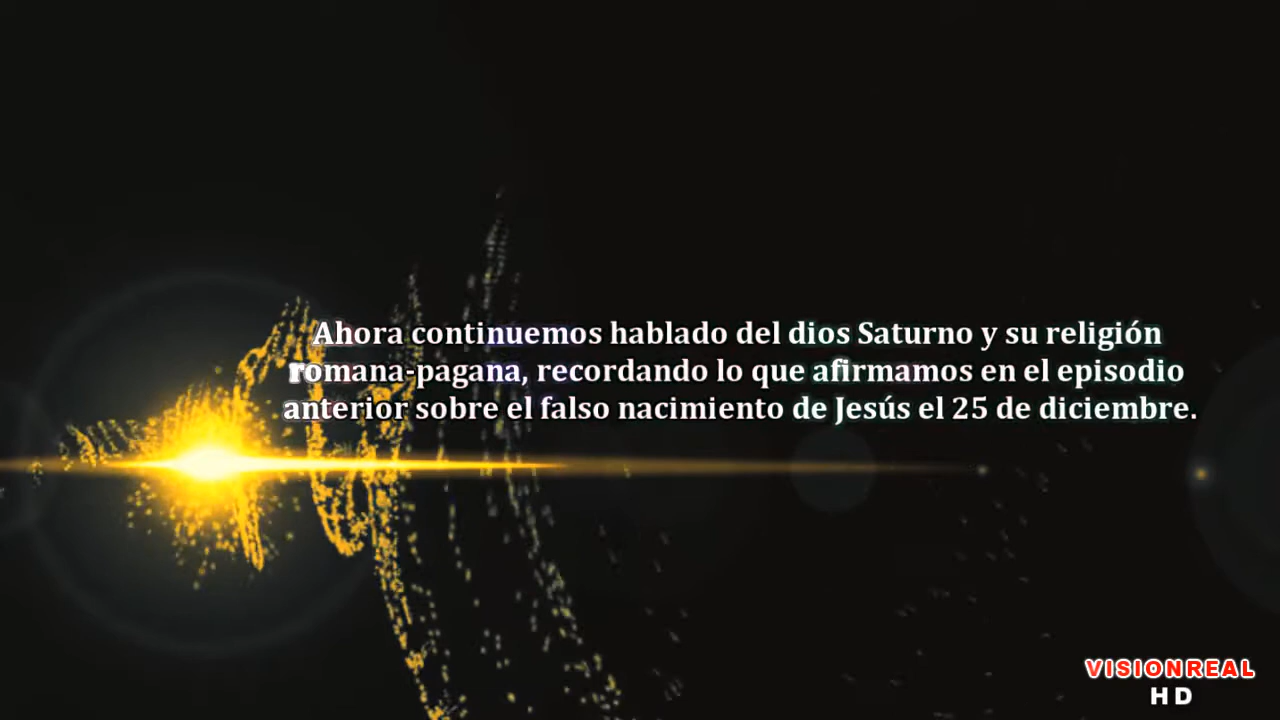 Ahora continuemos hablado del dios Saturno y su religión
romana-pagana, recordando lo que afirmamos en el episodio
anterior sobre el falso nacimiento de Jesús el 25 de diciembre.
VISIONREAL
HD